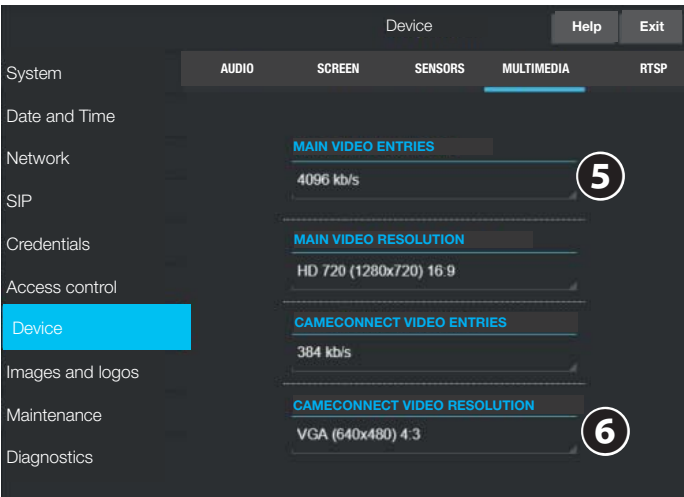 Device
Help
Exit
System
AUDIO
SCREEN
SENSORS
MULTIMEDIA
RTSP
Date and Time
Network
SIP
Credentials
Access control
Device
Images and logos
Maintenance
Diagnostics
MAIN VIDEO ENTRIES
4096 kb/s
5
MAIN VIDEO RESOLUTION
HD 720 (1280x720) 16:9
CAMECONNECT VIDEO ENTRIES
384 kb/s
CAMECONNECT VIDEO RESOLUTION
VGA (640x480) 4:3
6